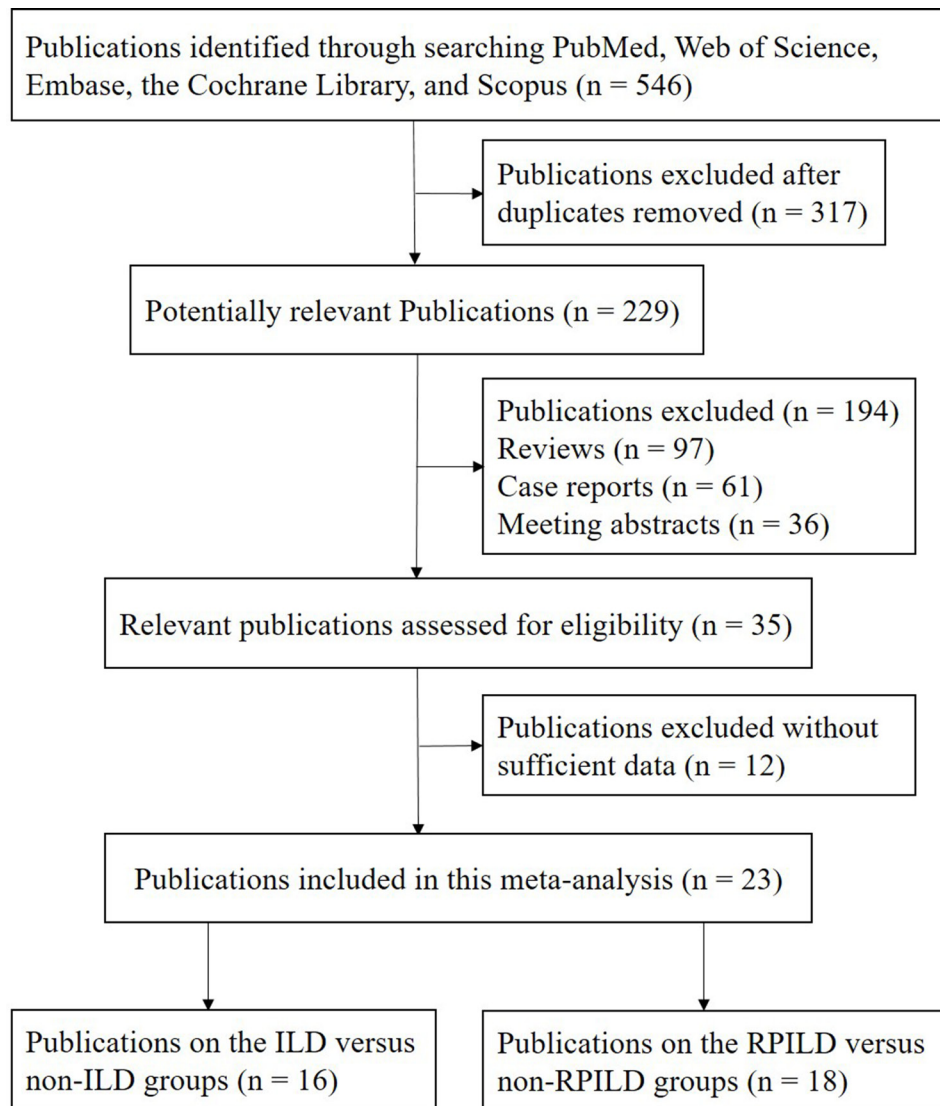 Publications identified through searching PubMed, Web of Science,
Embase, the Cochrane Library, and Scopus (n = 546)
Publications excluded after
duplicates removed (n = 317)
Potentially relevant Publications (n = 229)
Publications excluded (n = 194)
Reviews (n = 97)
Case reports (n = 61)
Meeting abstracts (n = 36)
Relevant publications assessed for eligibility (n = 35)
Publications excluded without
sufficient data (n = 12)
Publications included in this meta-analysis (n = 23)
Publications on the ILD versus
non-ILD groups (n = 16)
Publications on the RPILD versus
non-RPILD groups (n = 18)